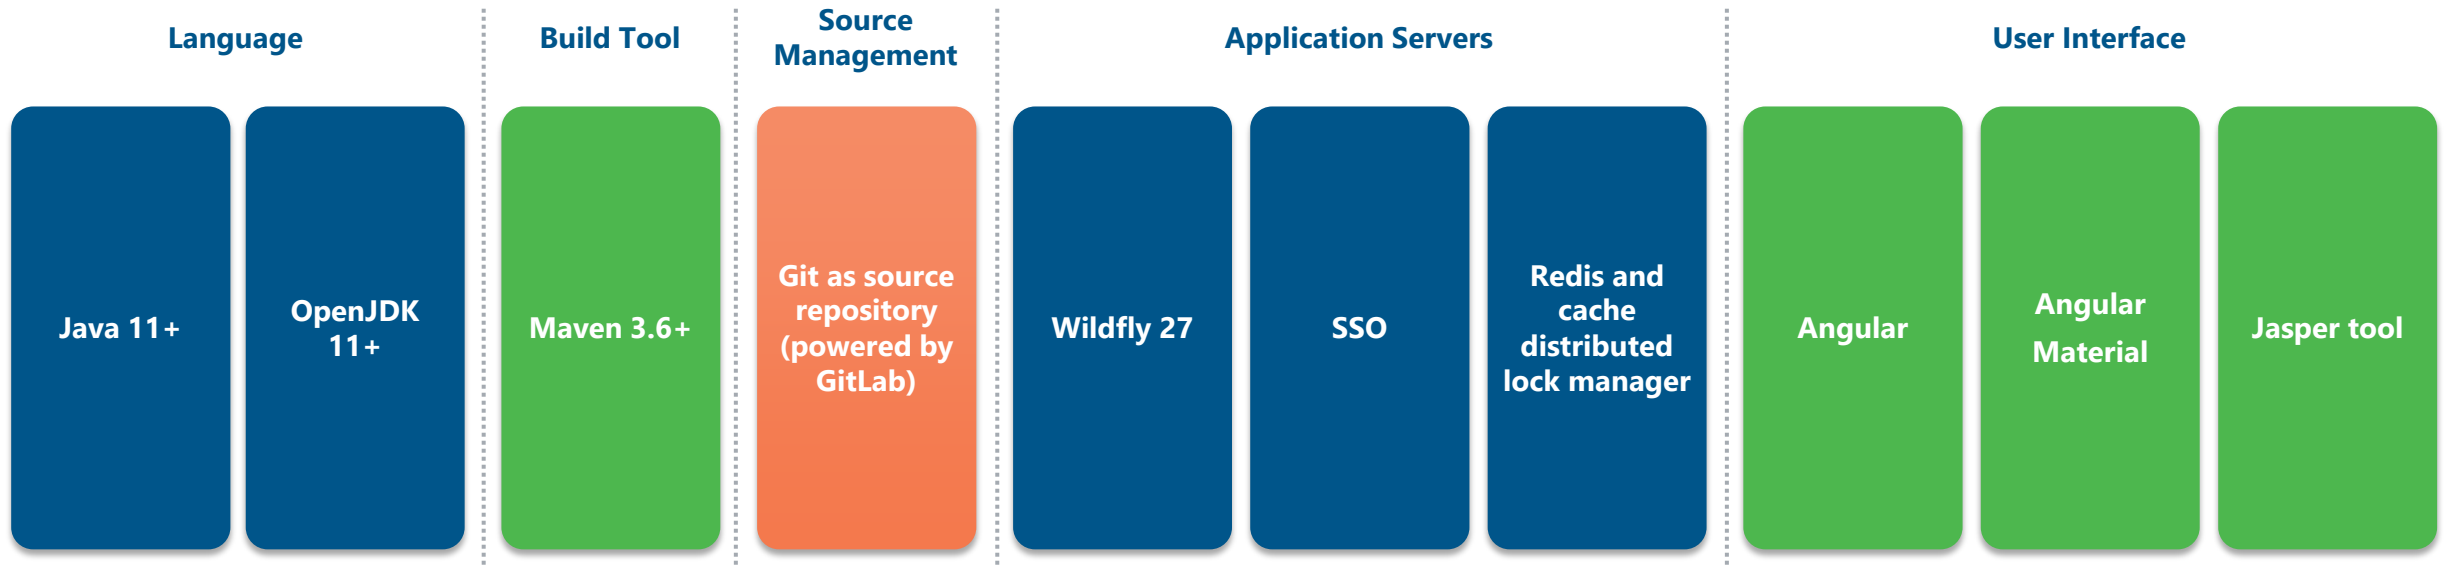 Language
Java 11+
OpenJDK
11+
Build Tool
Maven 3.6+
Source
Management
Git as source
repository
(powered by
GitLab)
Application Servers
Wildfly 27
SSO
Redis and
cache
distributed
lock manager
User Interface
Angular
Angular
Material
Jasper tool